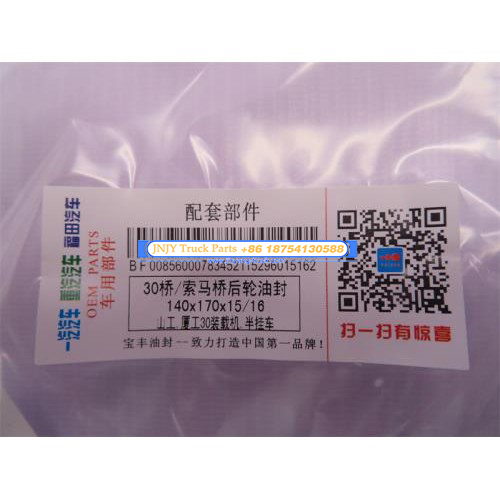 一汽汽车 重汽汽车 福田汽车
OEM PARTS
车用部件
配套部件
JNJY Truck Parts +86 18754130588
BF 0085600078345211529601​5162
30桥/索马桥后轮油封
140x170x15/16
山工.厦工30装载机.半挂车
宝丰油封--致力打造中国第一品牌!
扫一扫有惊喜